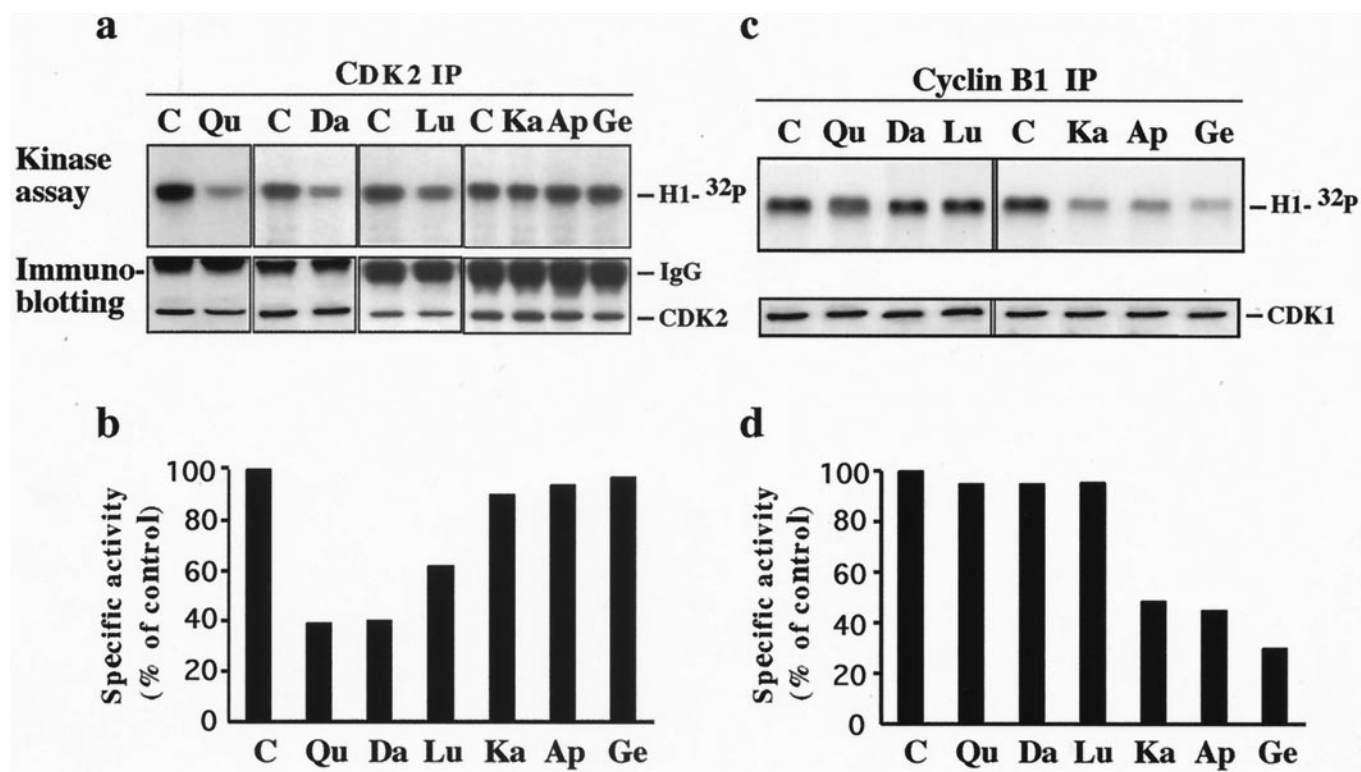 a
CDK2 IP
C Qu C Da C Lu C Ka Ap Ge
Kinase
assay
H1-32P
Immuno-
blotting
IgG
CDK2
c
Cyclin B1 IP
C Qu Da Lu C Ka Ap Ge
H1-32P
CDK1
b
Specific activity
(% of control)
100
80
60
40
20
0
C Qu Da Lu Ka Ap Ge
d
Specific activity
(% of control)
100
80
60
40
20
0
C Qu Da Lu Ka Ap Ge